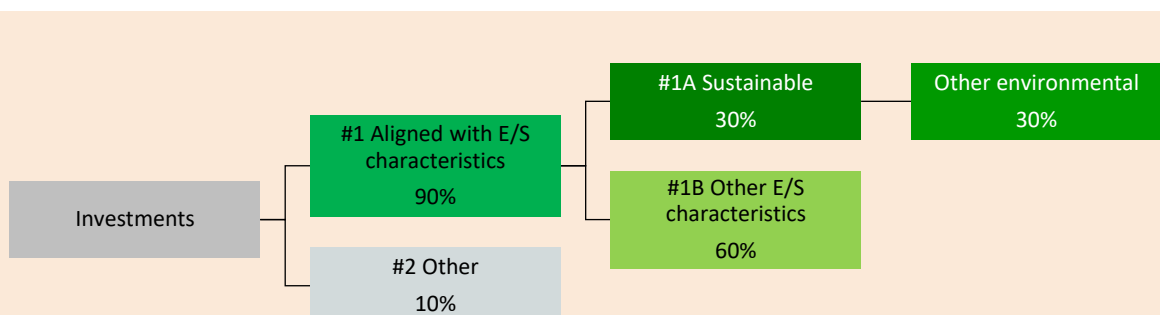 Investments
#1 Aligned with E/S
characteristics
90%
#2 Other
10%
#1A Sustainable
30%
#1B Other E/S
characteristics
60%
Other environmental
30%